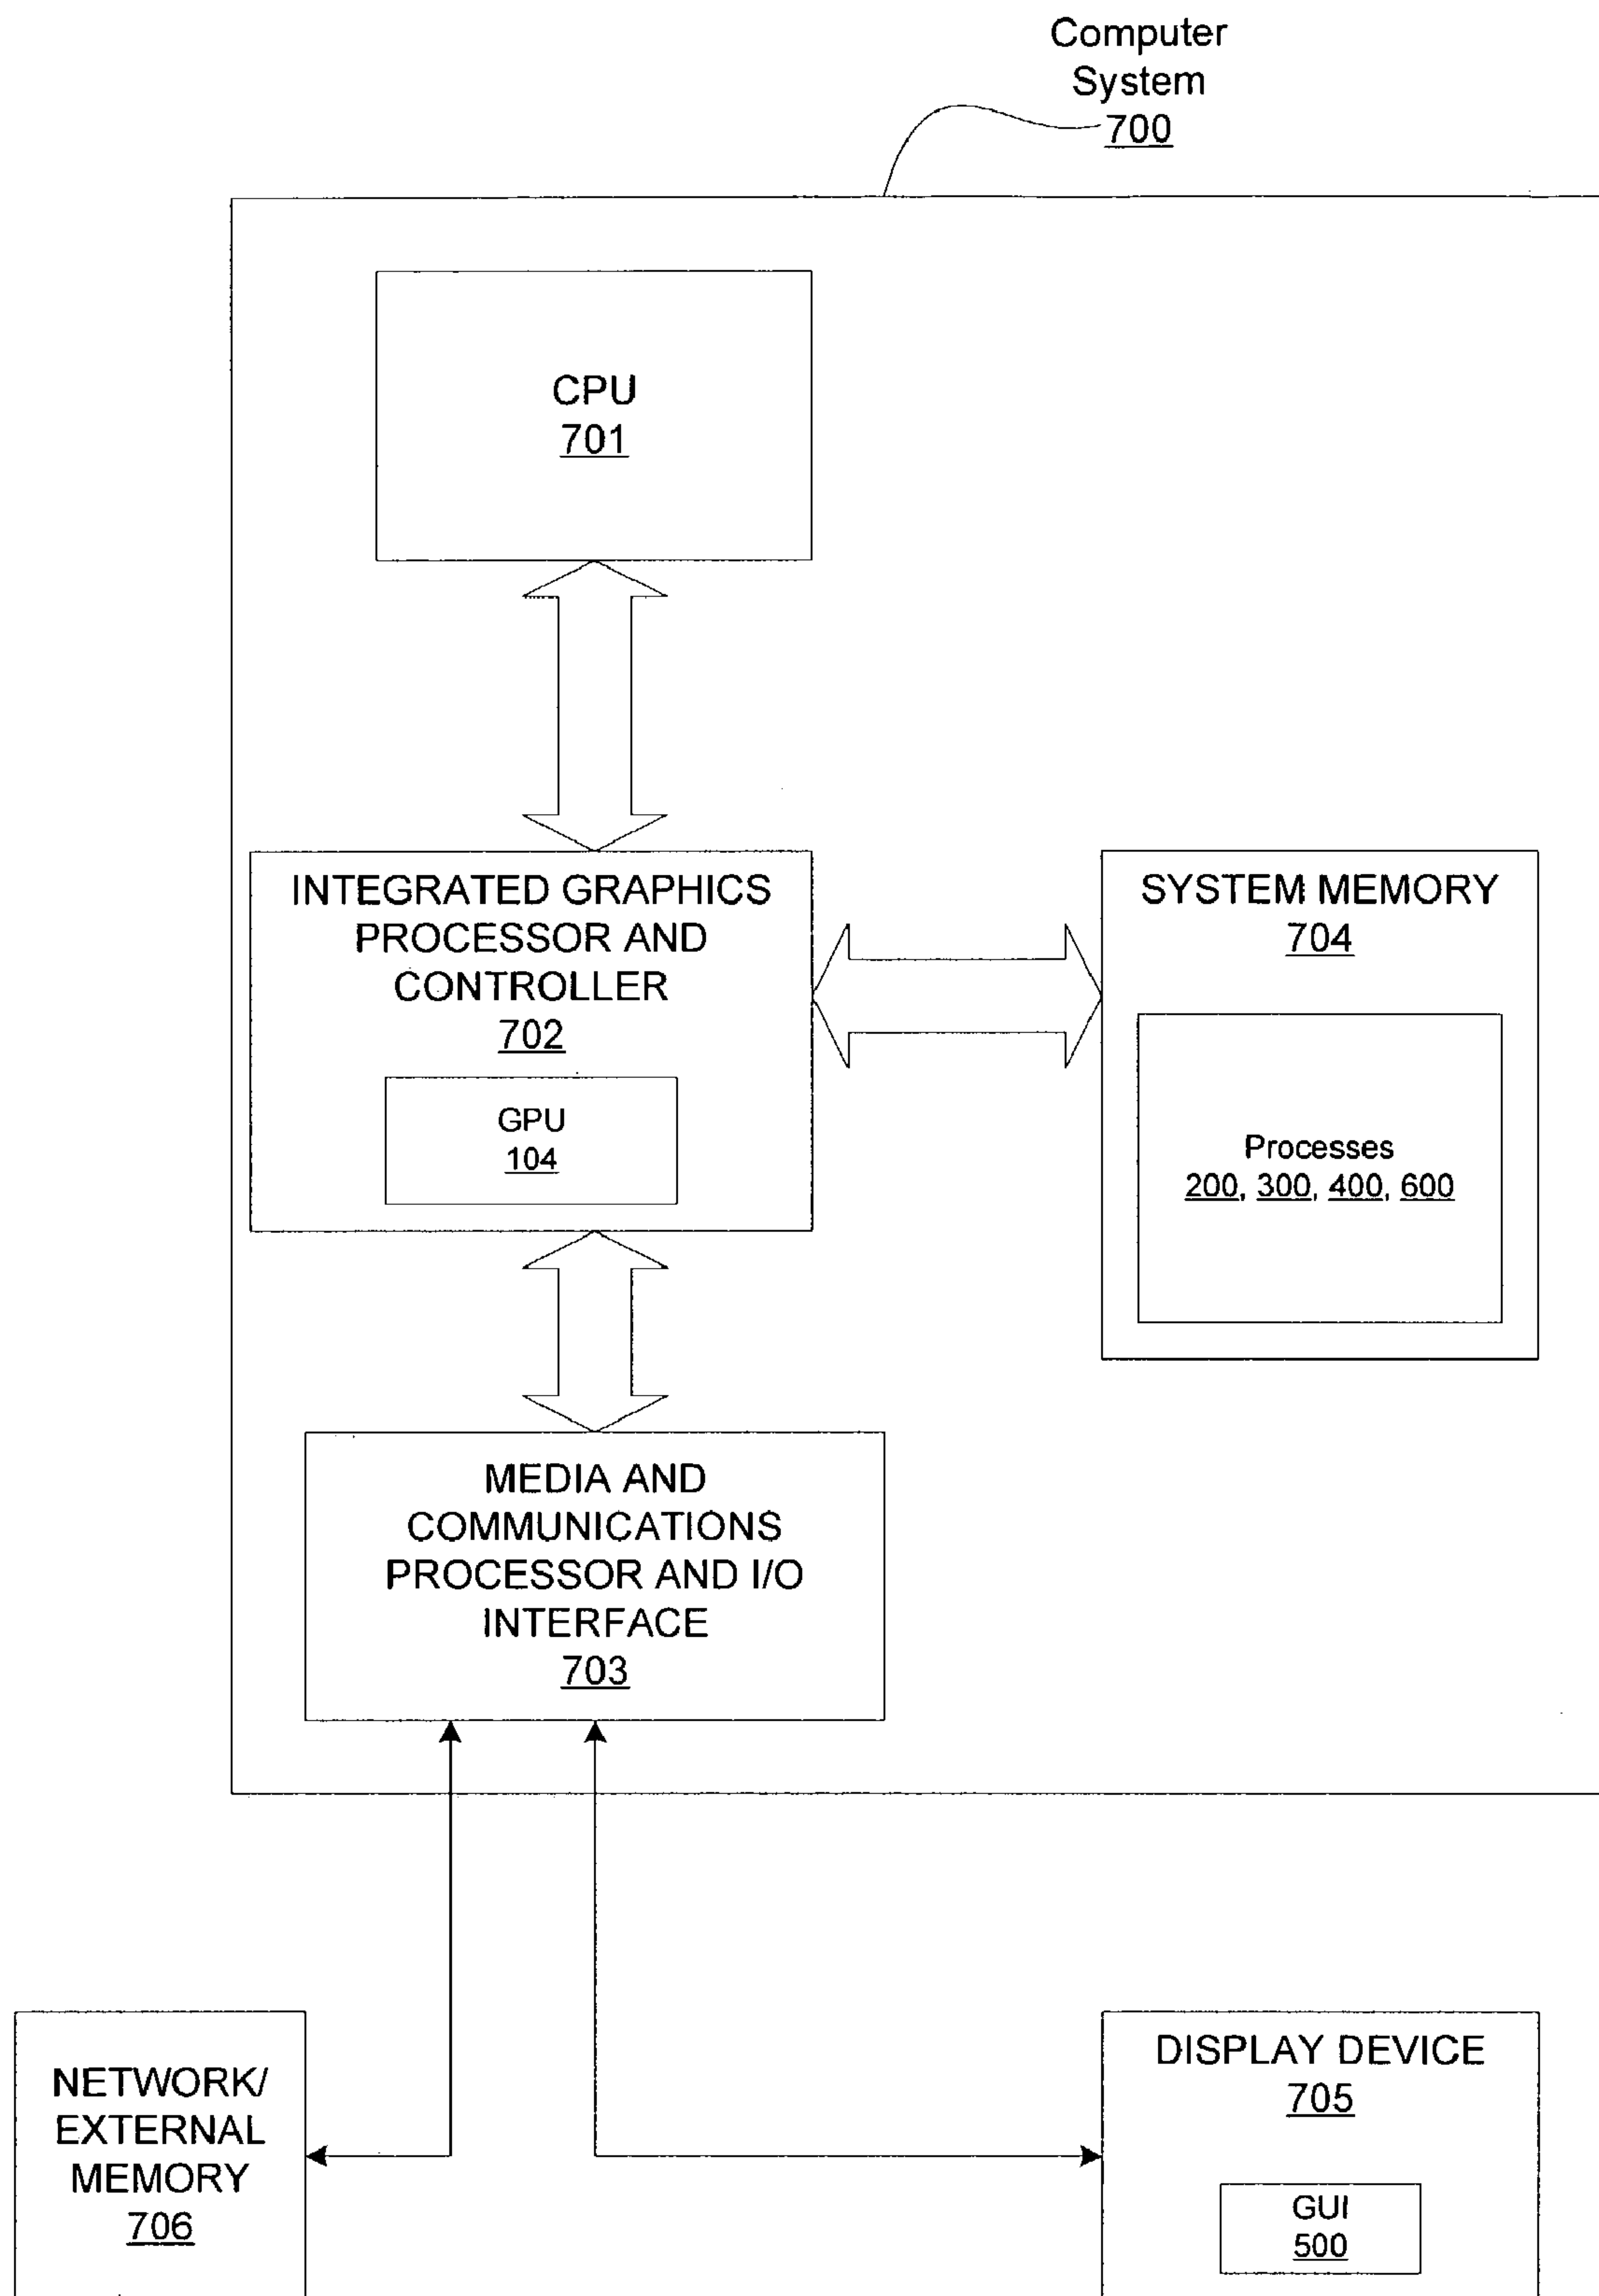 Computer
System
700
CPU
701
INTEGRATED GRAPHICS
PROCESSOR AND
CONTROLLER
702
GPU
104
SYSTEM MEMORY
704
Processes
200, 300, 400, 600
MEDIA AND
COMMUNICATIONS
PROCESSOR AND I/O
INTERFACE
703
NETWORK/
EXTERNAL
MEMORY
706
DISPLAY DEVICE
705
GUI
500